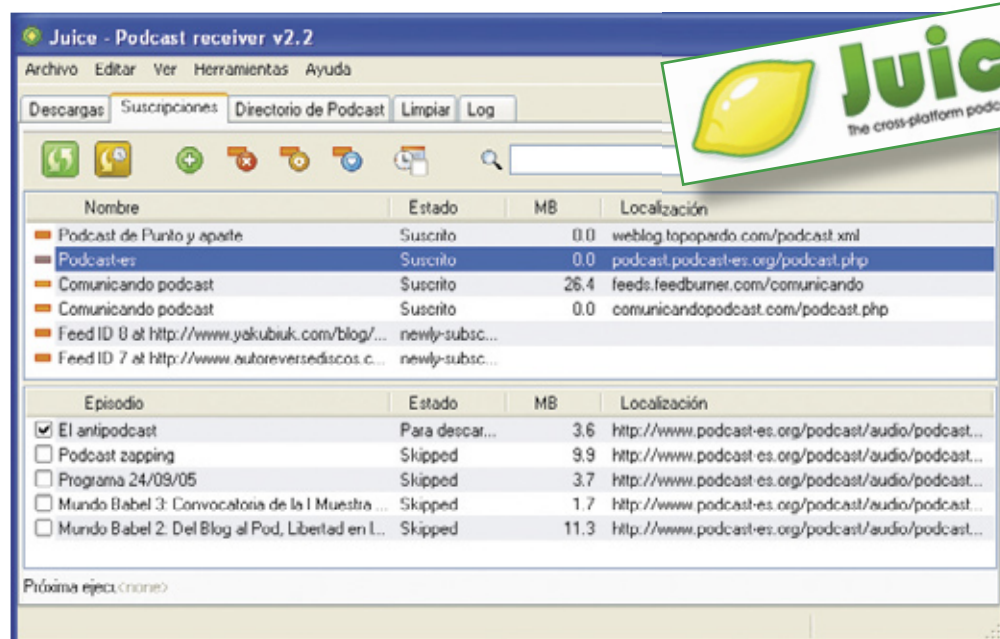 Juice - Podcast receiver v2.2
Juic
The cross-platform podc
Archivo Editar Ver Herramientas Ayuda
Descargas Suscripciones Directorio de Podcast Limpiar Log
Nombre Estado MB Localización
Podcast de Punto y aparte Suscrito 0.0 weblog.topopardo.com/podcast.xml
Podcast-es Suscrito 0.0 podcast.podcast-es.org/podcast.php
Comunicando podcast Suscrito 26.4 feeds.feedburner.com/comunicando
Comunicando podcast Suscrito 0.0 comunicandopodcast.com/podcast.php
Feed ID 8 at http://www.yakubiuk.com/blog/... newly-subsc...
Feed ID 7 at http://www.autoreversediscos.c... newly-subsc...
Episodio Estado MB Localización
El antipodcast Para descar... 3.6 http://www.podcast-es.org/podcast/audio/podcast...
Podcast zapping Skipped 9.9 http://www.podcast-es.org/podcast/audio/podcast...
Programa 24/09/05 Skipped 3.7 http://www.podcast-es.org/podcast/audio/podcast...
Mundo Babel 3: Convocatoria de la I Muestra ... Skipped 1.7 http://www.podcast-es.org/podcast/audio/podcast...
Mundo Babel 2: Del Blog al Pod, Libertad en l... Skipped 11.3 http://www.podcast-es.org/podcast/audio/podcast...
Próxima ejecu <none>